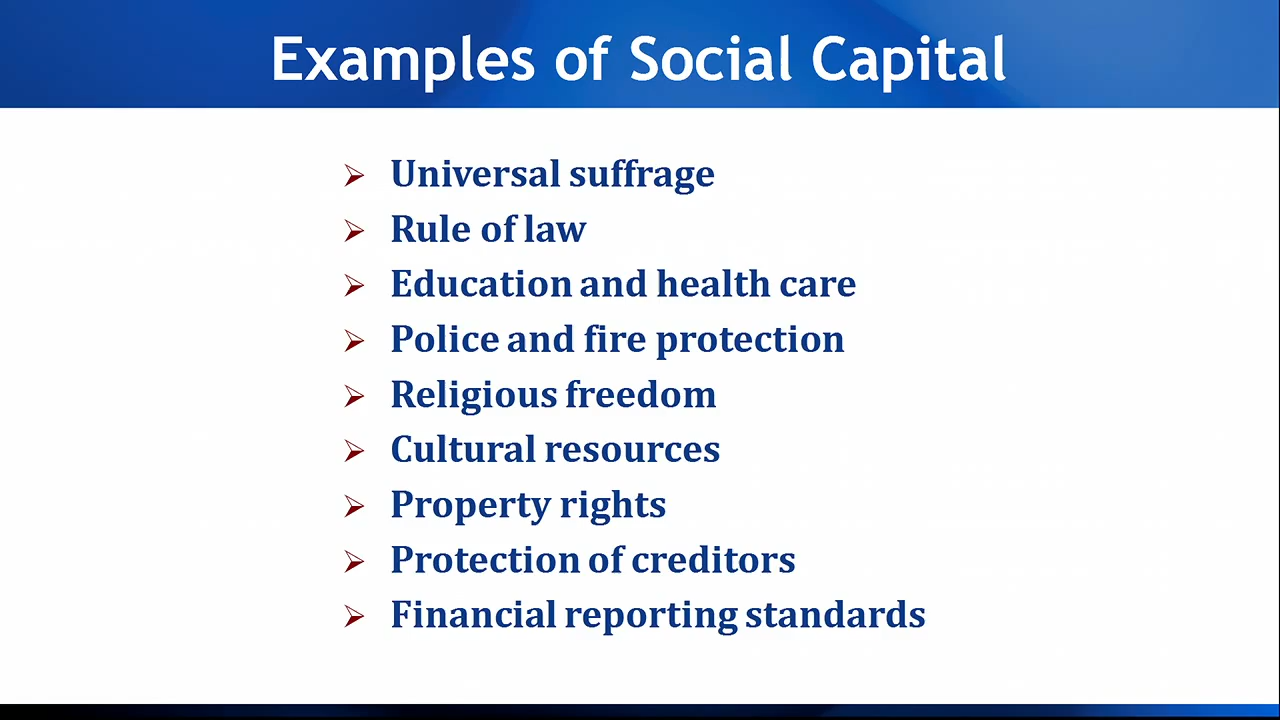 Examples of Social Capital
Universal suffrage
Rule of law
Education and health care
Police and fire protection
Religious freedom
Cultural resources
Property rights
Protection of creditors
Financial reporting standards